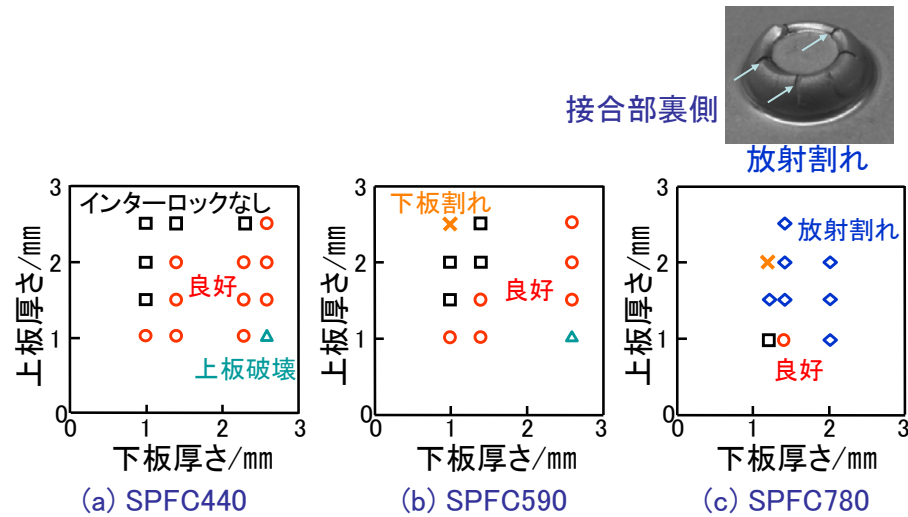 接合部裏側
放射割れ
3
2
1
0
0
1
2
3
上板厚さ/mm
下板厚さ/mm
インターロックなし
良好
上板破壊
(a) SPFC440
3
2
1
0
0
1
2
3
上板厚さ/mm
下板厚さ/mm
下板割れ
良好
(b) SPFC590
3
2
1
0
0
1
2
3
上板厚さ/mm
下板厚さ/mm
放射割れ
良好
(c) SPFC780